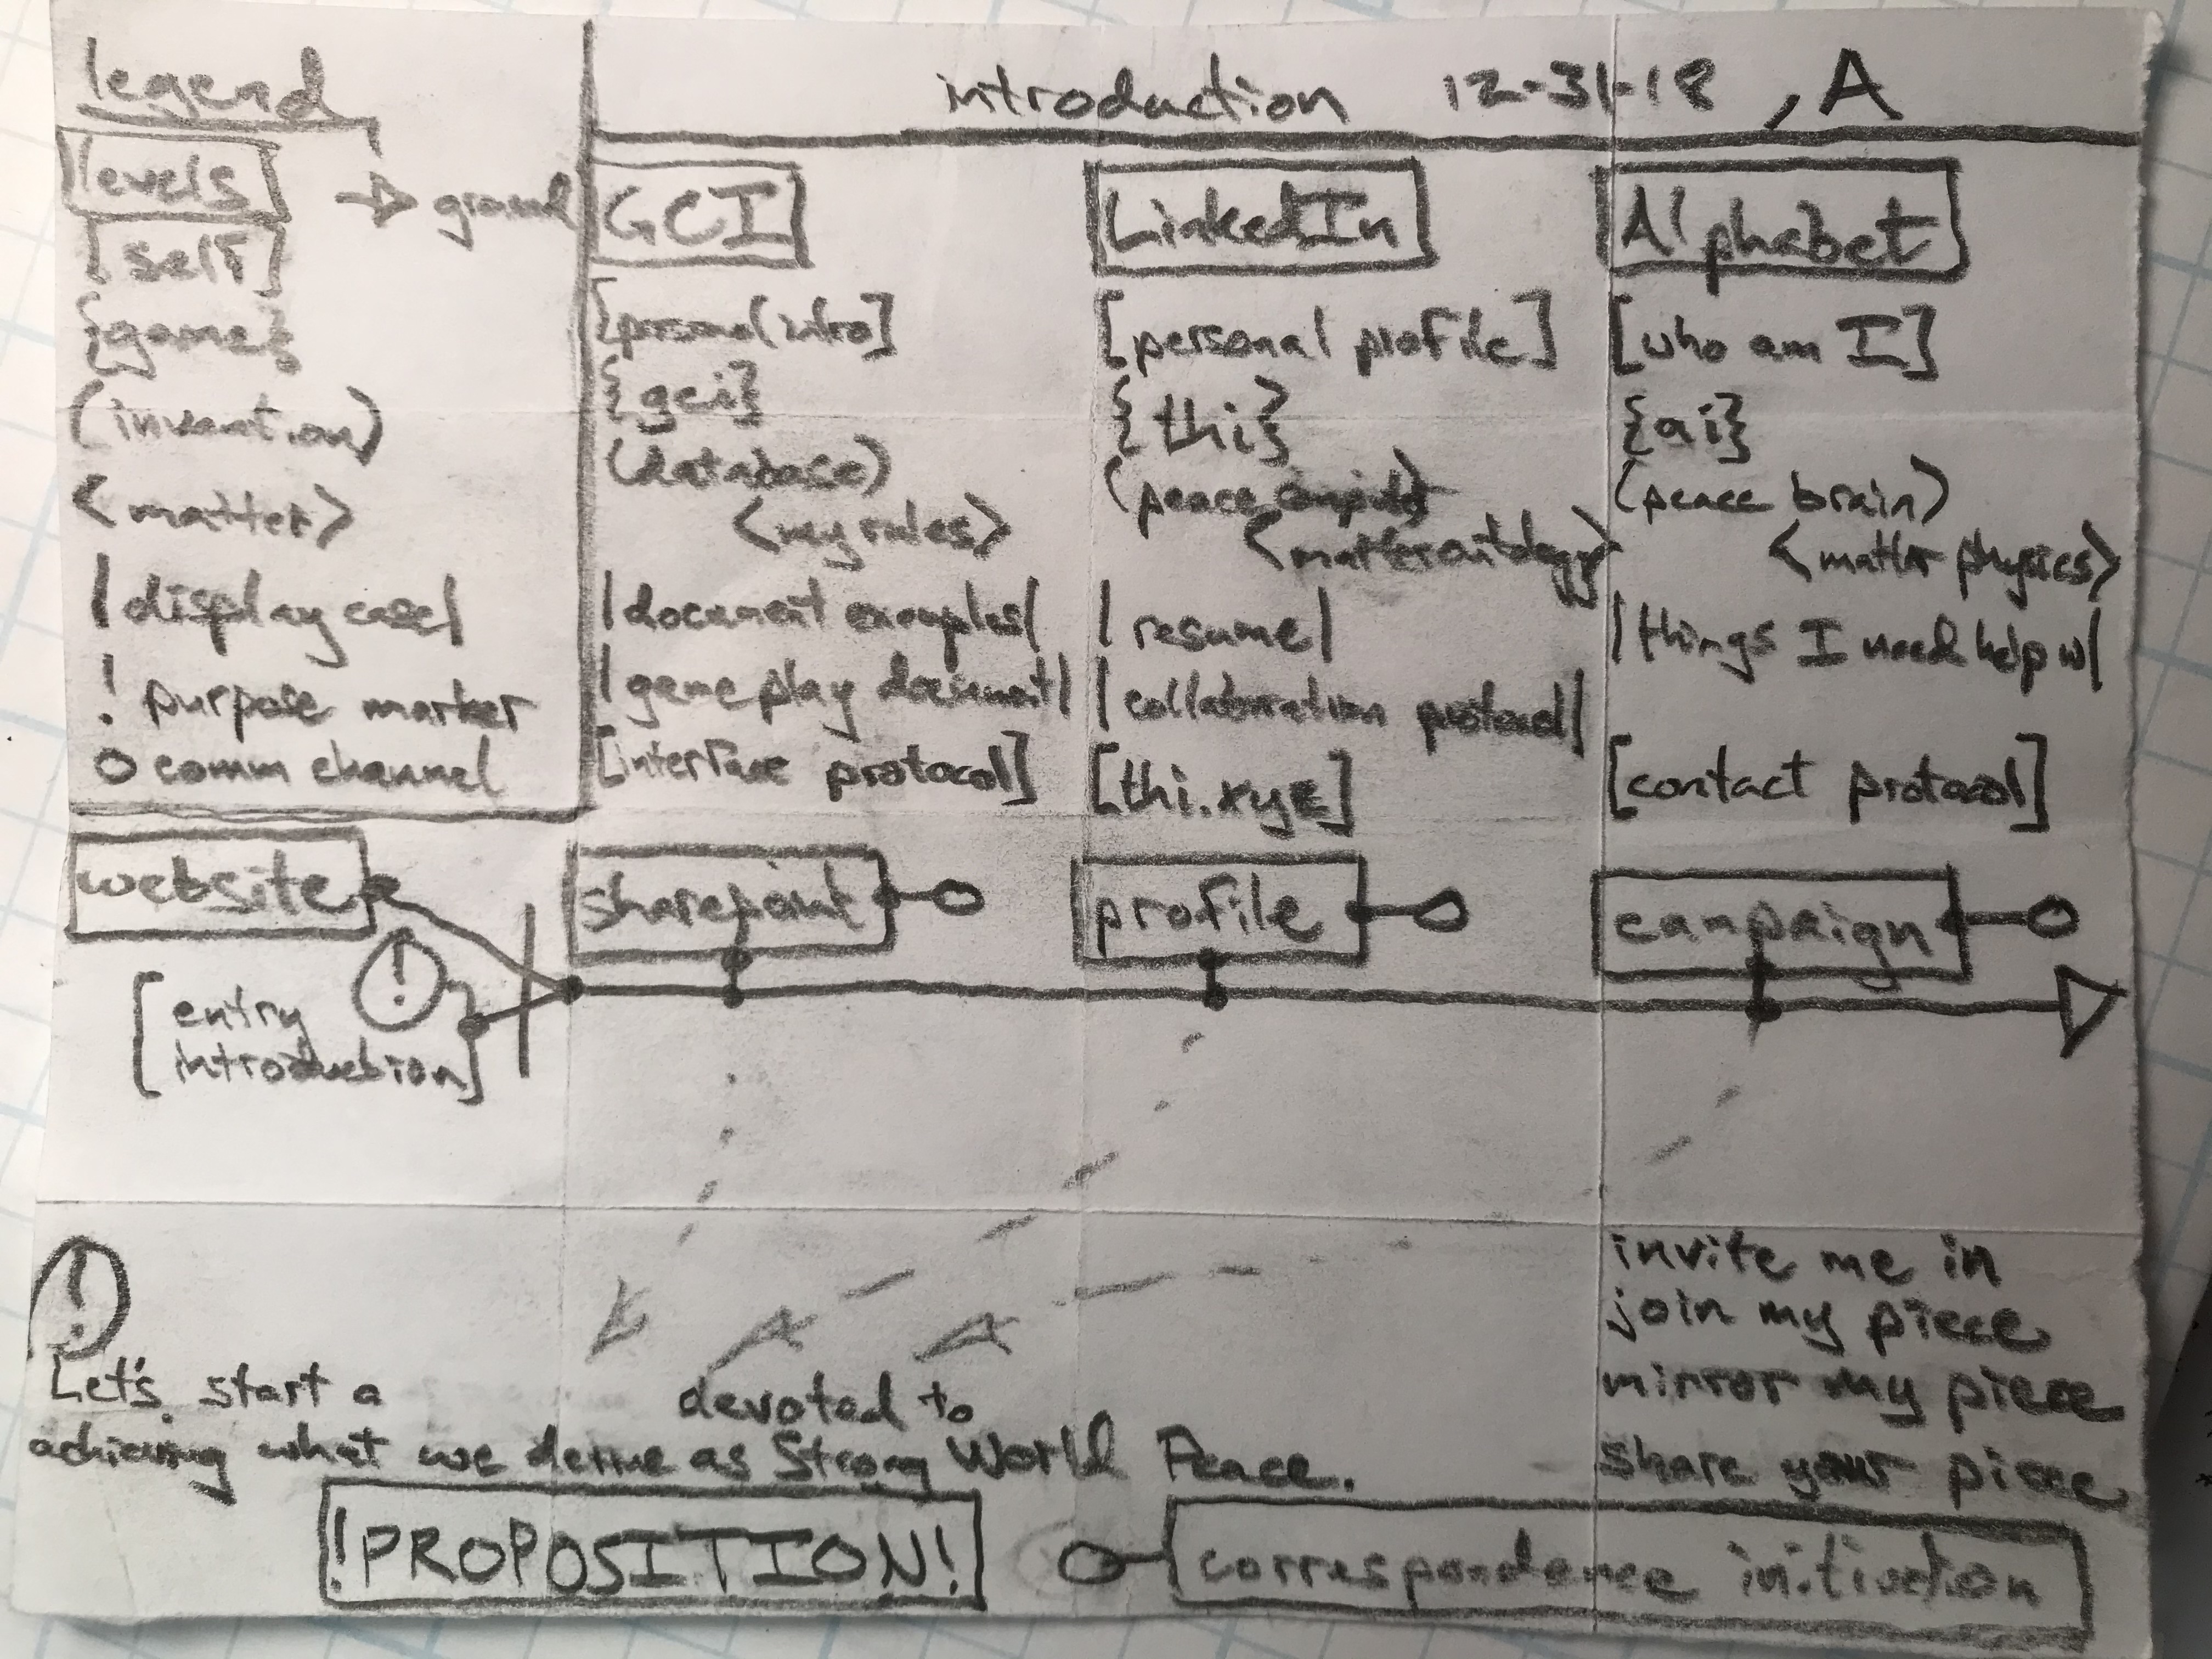 legend
introduction 12-31-18 , A
levels
→ grand
[self]
{game}
(invention)
<matter>
|display case|
! purpose marker
o comm channel
GCI
[personal intro]
{gci}
(database)
<my rules>
|document examples|
|game play document|
[interface protocol]
LinkedIn
[personal profile]
{thi}
(peace
<matter ontology>
|resume|
|collaboration protocol|
[thi.xyz]
Alphabet
[who am I]
{ai}
(peace brain)
<matter physics>
|things I need help w|
[contact protocol]
website
sharepoint
profile
campaign
!
[entry
introduction]
!
Let's start a devoted to
achieving what we define as Strong World Peace.
invite me in
join my piece
mirror my piece
share your piece
!PROPOSITION!
correspondence initiation